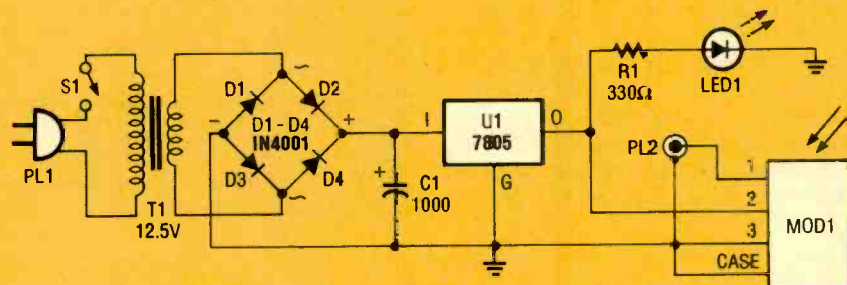 S1
PL1
T1
12.5V
D1
D2
D1 - D4
IN4001
D3
D4
~
~
-
+
+
C1
1000
I
U1
7805
O
G
R1
330Ω
LED1
PL2
1
2
3
CASE
MOD1